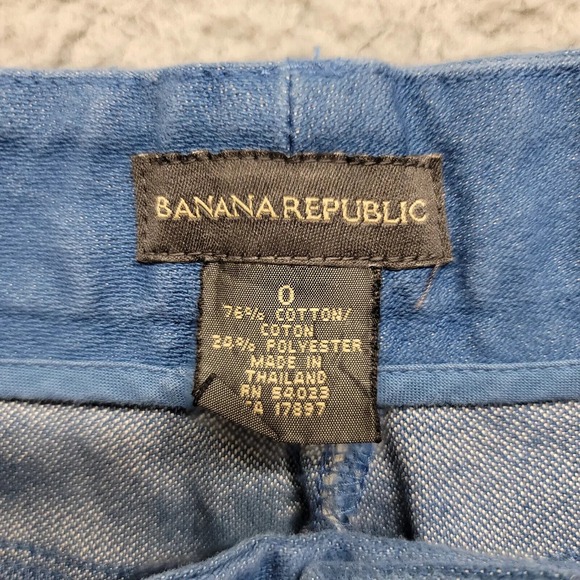 BANANA REPUBLIC
0
76% COTTON/
COTON
24% POLYESTER
MADE IN
THAILAND
RN 54023
CA 17897